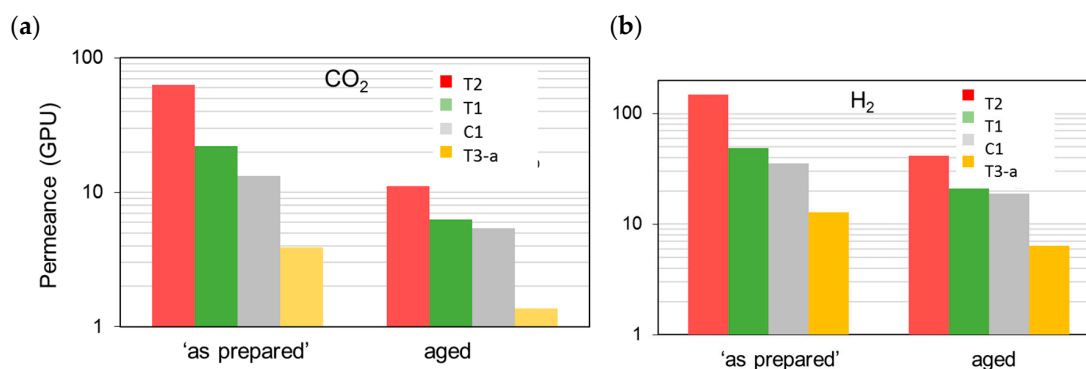 (a)
CO2
Permeance (GPU)
100
10
1
T2
T1
C1
T3-a
'as prepared'
aged
(b)
H2
100
10
1
T2
T1
C1
T3-a
'as prepared'
aged